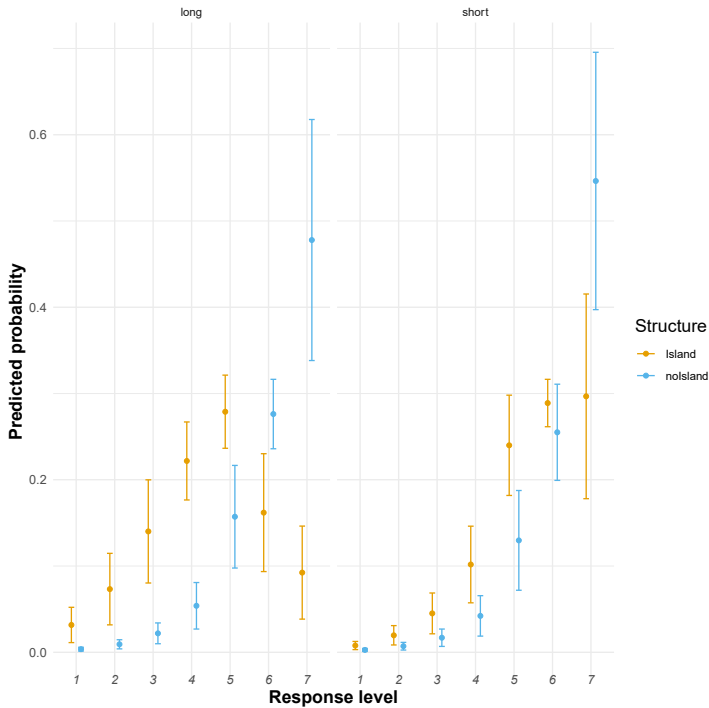 long
short
Predicted probability
0.6
0.4
0.2
0.0
1 2 3 4 5 6 7
1 2 3 4 5 6 7
Response level
Structure
Island
noIsland